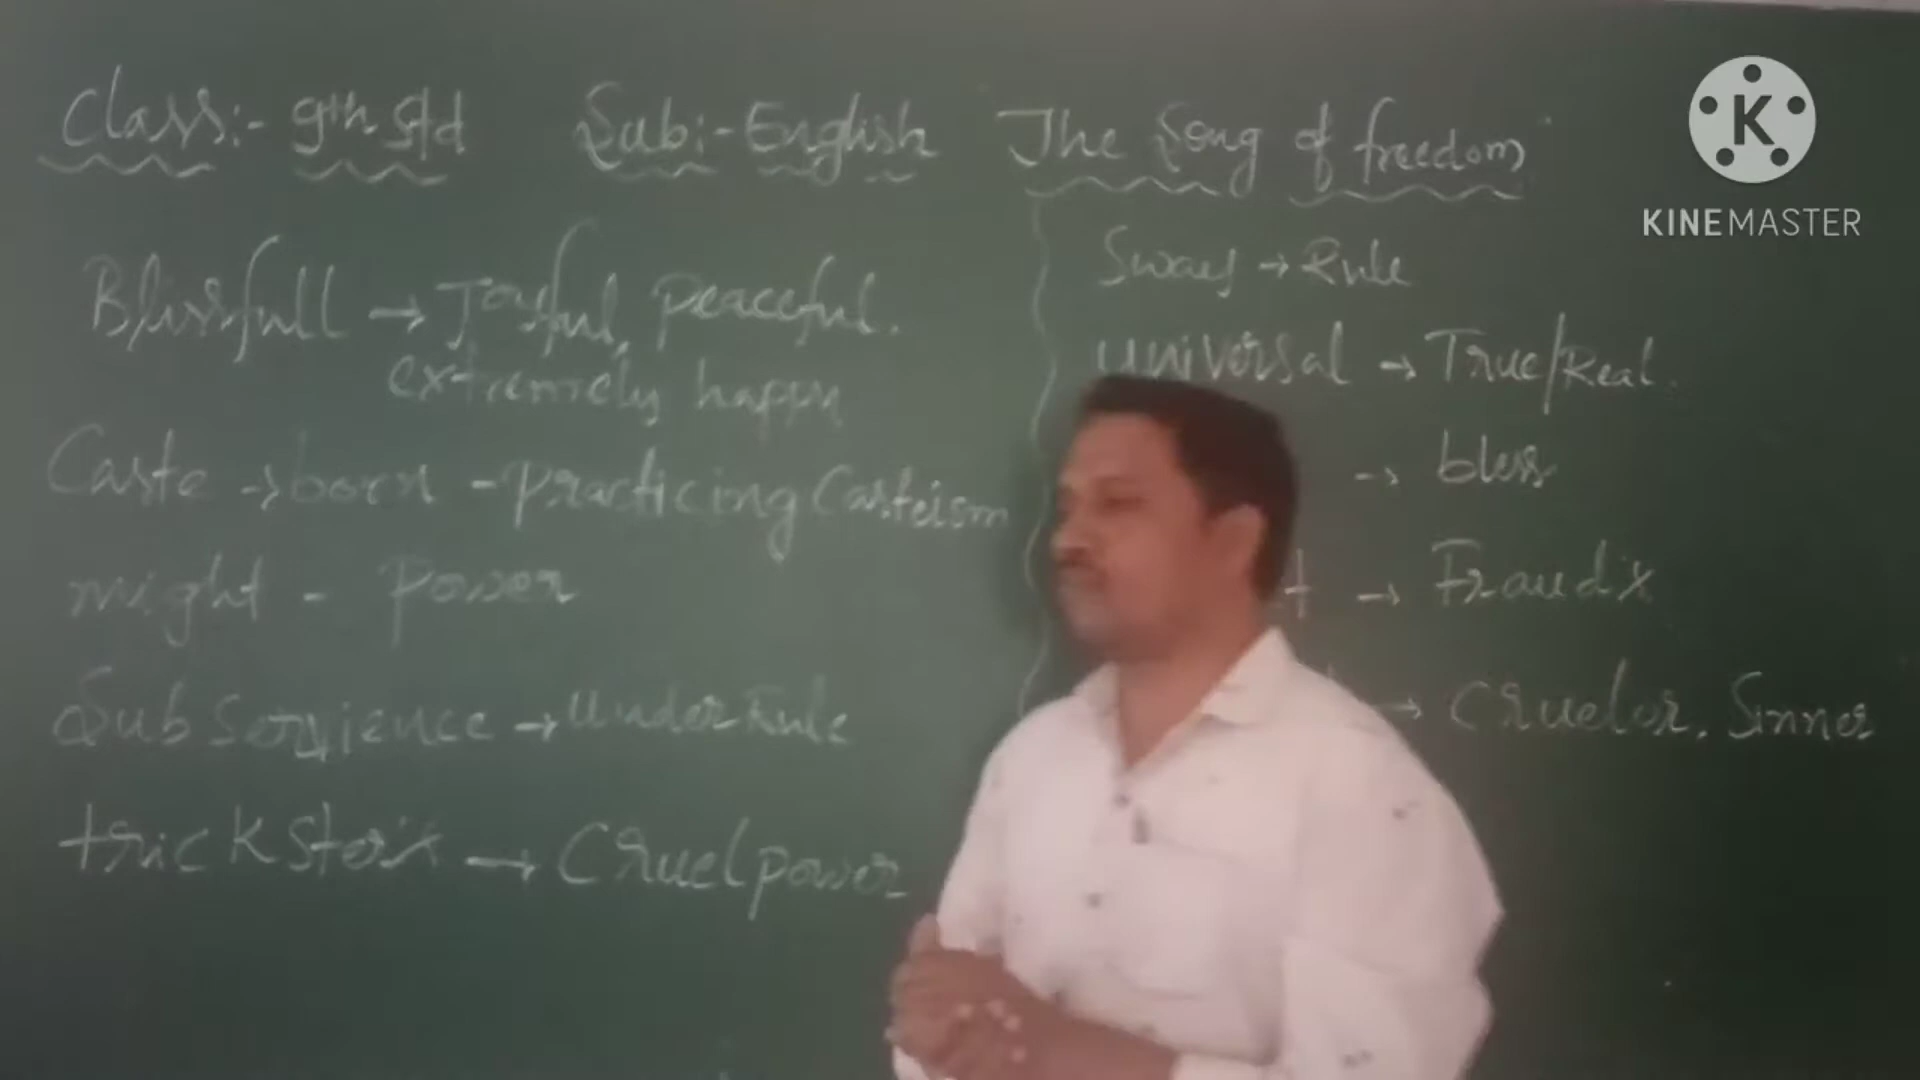 Class:- 9th Std Sub:- English The Song of freedom
Blissfull → Joyful, Peaceful.
extremely happy
Caste → born - Practicing Casteism
might - Power
Subservience → Under Rule
trickster → Cruel power
Sway → Rule
Universal → True/Real.
→ bless
→ Fraud
→ Crueler, Sinner
KINEMASTER